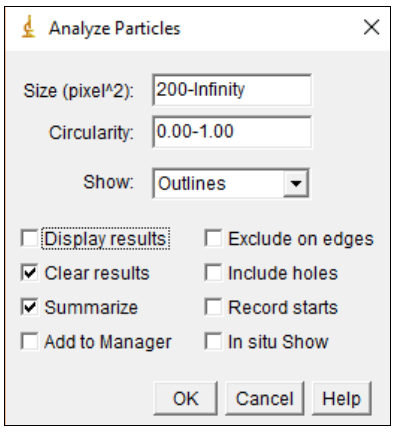 Analyze Particles
Size (pixel^2): 200-Infinity
Circularity: 0.00-1.00
Show: Outlines
Display results Exclude on edges
Clear results Include holes
Summarize Record starts
Add to Manager In situ Show
OK Cancel Help